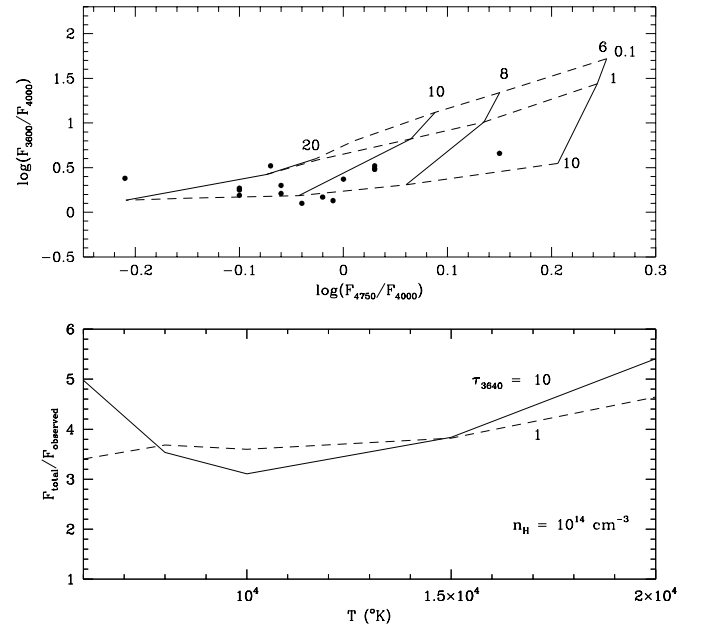 2
1.5
1
0.5
0
−0.5
log(F3600/F4000)
6 0.1
8
1
10
20
10
−0.2 −0.1 0 0.1 0.2 0.3
log(F4750/F4000)
6
5
4
3
2
1
Ftotal/Fobserved
τ3640 = 10
1
nH = 10^14 cm^−3
10^4 1.5×10^4 2×10^4
T (°K)